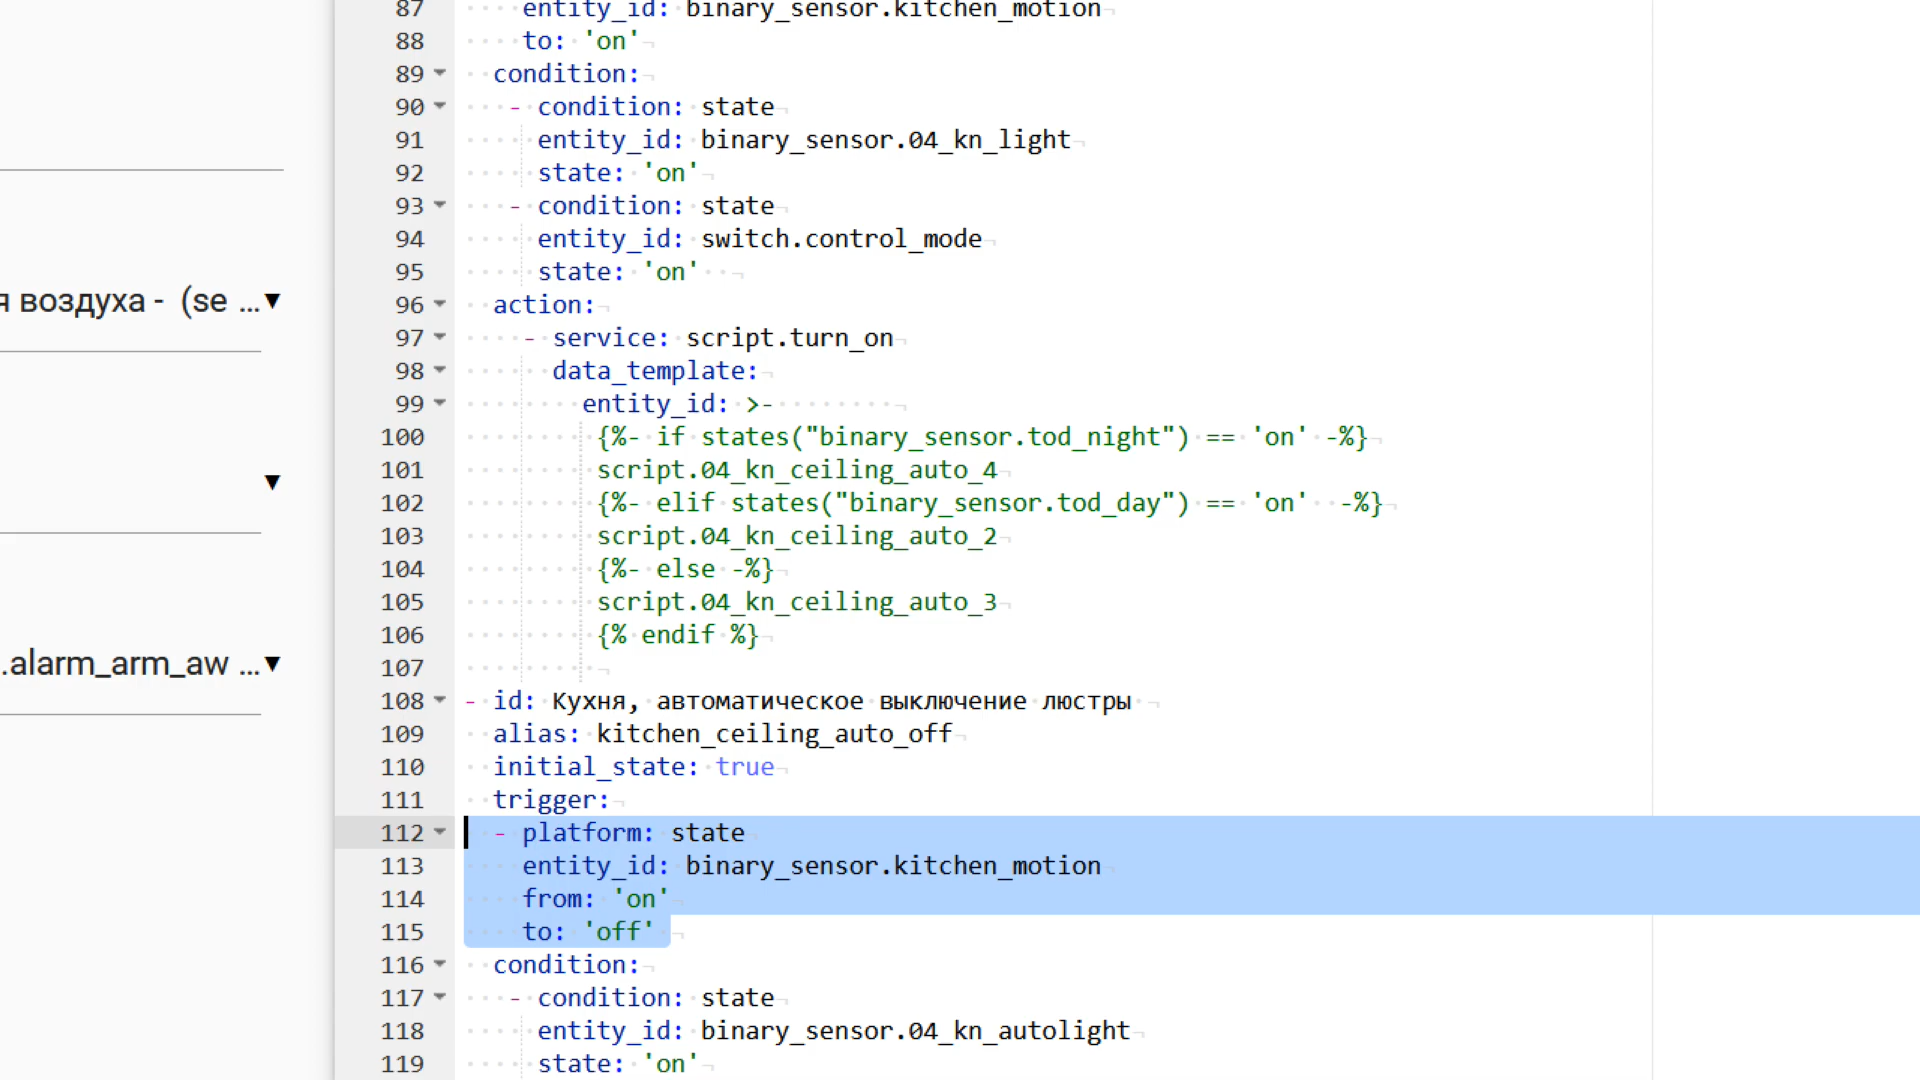 87 entity_id: binary_sensor.kitchen_motion
88 to: 'on'
89 condition:
90 - condition: state
91 entity_id: binary_sensor.04_kn_light
92 state: 'on'
93 - condition: state
я воздуха - (se ...
94 entity_id: switch.control_mode
95 state: 'on'
96 action:
97 - service: script.turn_on
98 data_template:
99 entity_id: >-
100 {%- if states("binary_sensor.tod_night") == 'on' -%}
101 script.04_kn_ceiling_auto_4
102 {%- elif states("binary_sensor.tod_day") == 'on'  -%}
103 script.04_kn_ceiling_auto_2
104 {%- else -%}
105 script.04_kn_ceiling_auto_3
106 {% endif %}
.alarm_arm_aw ...
107
108 - id: Кухня, автоматическое выключение люстры
109 alias: kitchen_ceiling_auto_off
110 initial_state: true
111 trigger:
112 - platform: state
113 entity_id: binary_sensor.kitchen_motion
114 from: 'on'
115 to: 'off'
116 condition:
117 - condition: state
118 entity_id: binary_sensor.04_kn_autolight
119 state: 'on'